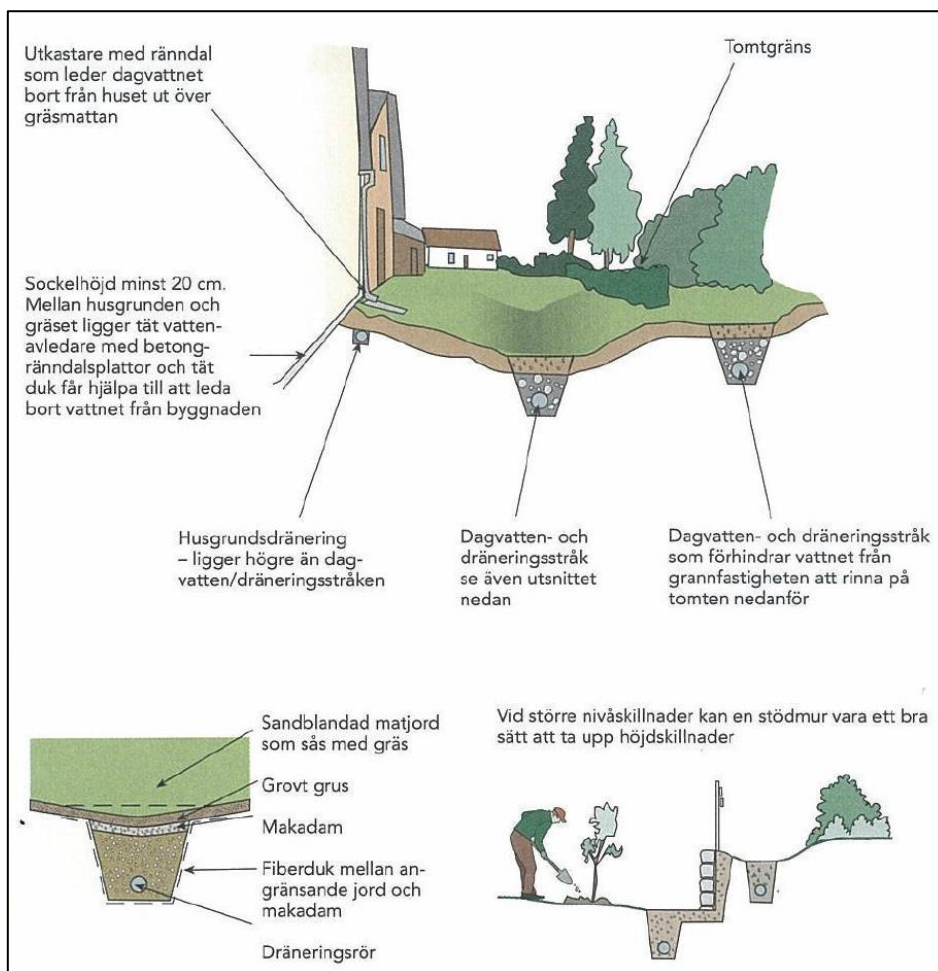 Utkastare med ränndal
som leder dagvattnet
bort från huset ut över
gräsmattan
Tomtgräns
Sockelhöjd minst 20 cm.
Mellan husgrunden och
gräset ligger tät vatten-
avledare med betong-
ränndalsplattor och tät
duk får hjälpa till att leda
bort vattnet från byggnaden
Husgrundsdränering
– ligger högre än dag-
vatten/dräneringsstråken
Dagvatten- och
dräneringsstråk
se även utsnittet
nedan
Dagvatten- och dräneringsstråk
som förhindrar vattnet från
grannfastigheten att rinna på
tomten nedanför
Sandblandad matjord
som sås med gräs
Grovt grus
Makadam
Fiberduk mellan an-
gränsande jord och
makadam
Dräneringsrör
Vid större nivåskillnader kan en stödmur vara ett bra
sätt att ta upp höjdskillnader